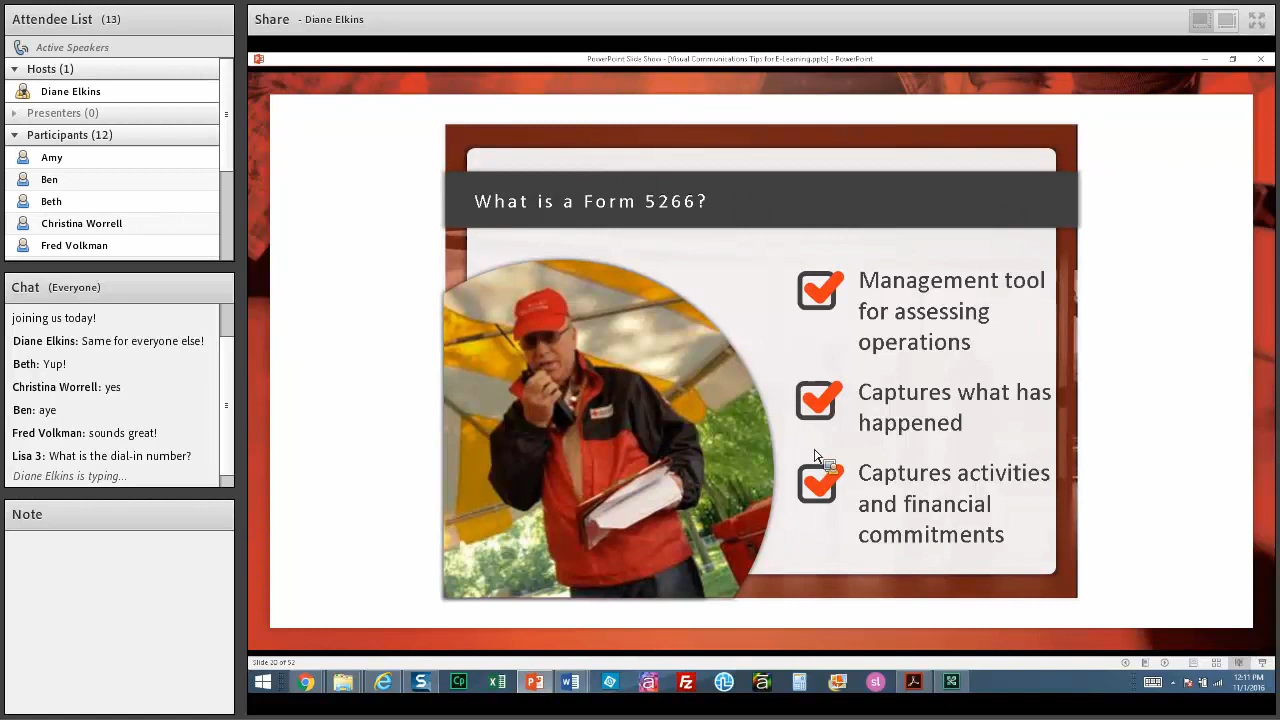 Attendee List (13)
Active Speakers
Hosts (1)
Diane Elkins
Presenters (0)
Participants (12)
Amy
Ben
Beth
Christina Worrell
Fred Volkman
Chat (Everyone)
joining us today!
Diane Elkins: Same for everyone else!
Beth: Yup!
Christina Worrell: yes
Ben: aye
Fred Volkman: sounds great!
Lisa 3: What is the dial-in number?
Diane Elkins is typing...
Note
Share - Diane Elkins
PowerPoint Slide Show - [Visual Communications Tips for E-Learning.pptx] - PowerPoint
What is a Form 5266?
Management tool
for assessing
operations
Captures what has
happened
Captures activities
and financial
commitments
Slide 20 of 52
12:11 PM
11/1/2016